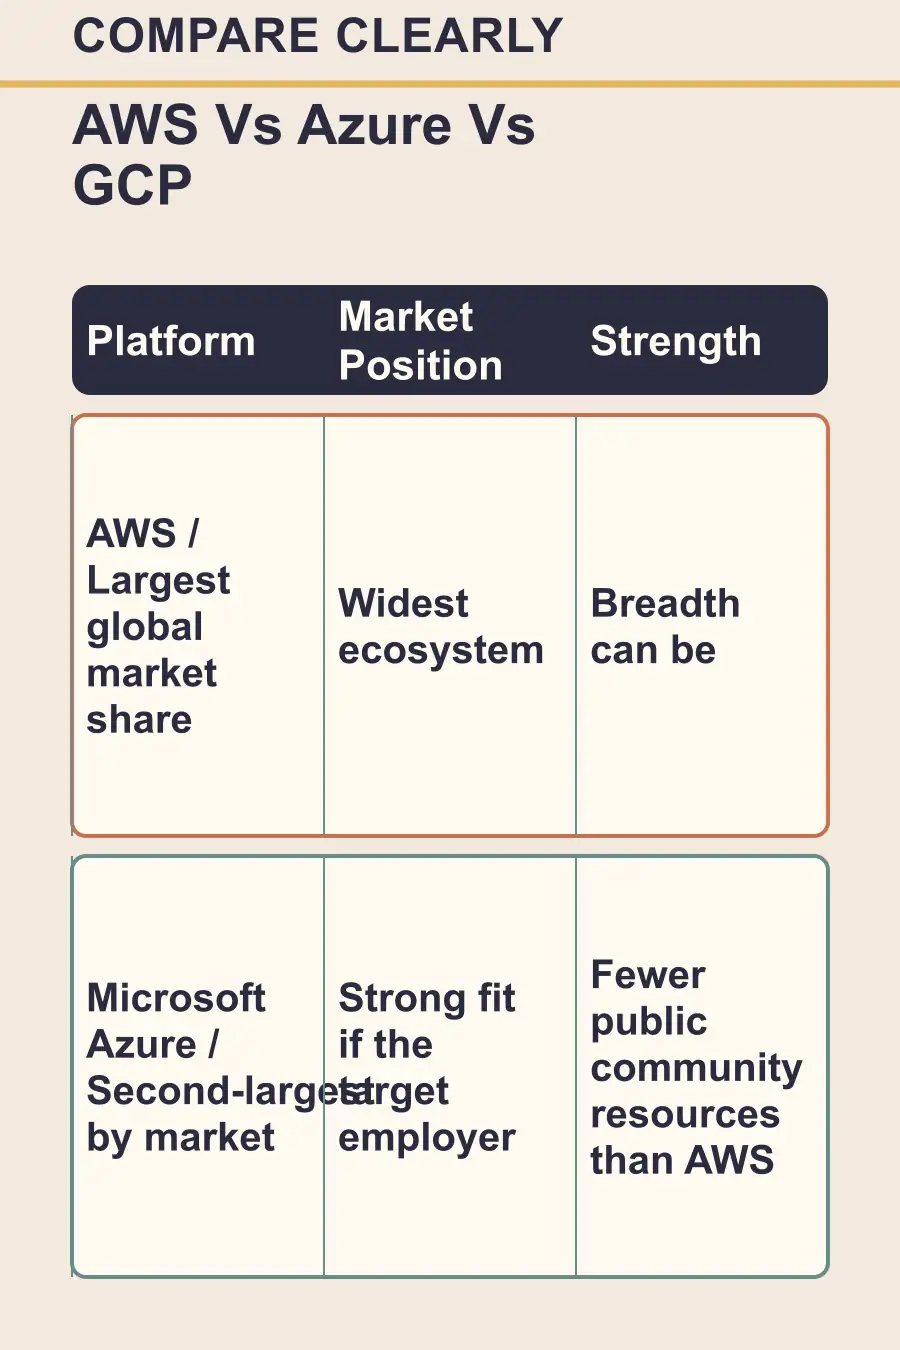 COMPARE CLEARLY
AWS Vs Azure Vs
GCP
Platform
Market
Position
Strength
AWS /
Largest
global
market
share
Widest
ecosystem
Breadth
can be
Microsoft
Azure /
Second-largest
by market
Strong fit
if the
target
employer
Fewer
public
community
resources
than AWS